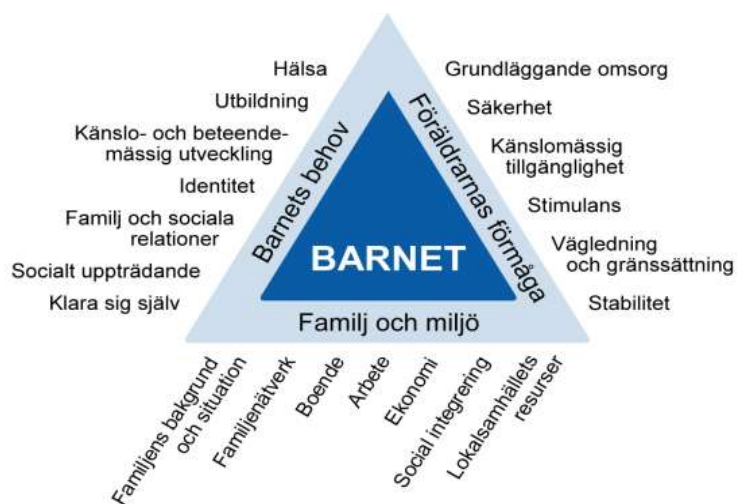 Hälsa
Utbildning
Känslo- och beteende-
mässig utveckling
Identitet
Familj och sociala
relationer
Socialt uppträdande
Klara sig själv
Barnets behov
BARNET
Föräldrarnas förmåga
Grundläggande omsorg
Säkerhet
Känslomässig
tillgänglighet
Stimulans
Vägledning
och gränssättning
Stabilitet
Familj och miljö
Familjens bakgrund
och situation
Familjenätverk
Boende
Arbete
Ekonomi
Social integrering
Lokalsamhällets
resurser